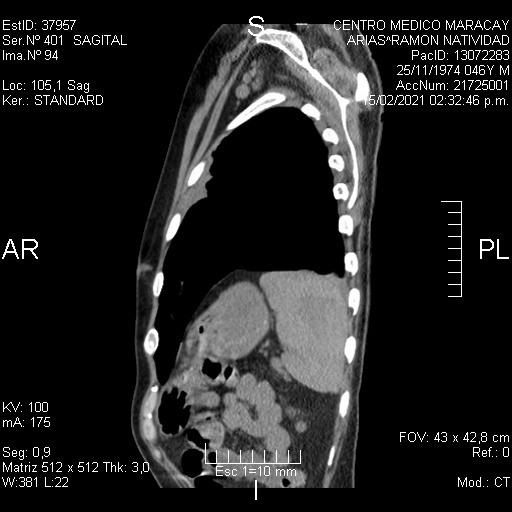 EstID: 37957
Ser.Nº 401 SAGITAL
Ima.Nº 94
Loc: 105,1 Sag
Ker.: STANDARD
S
CENTRO MEDICO MARACAY
ARIAS^RAMON NATIVIDAD
PacID: 13072283
25/11/1974 046Y M
AccNum: 21725001
15/02/2021 02:32:46 p.m.
AR
PL
KV: 100
mA: 175
Seg: 0,9
Matriz 512 x 512 Thk: 3,0
W:381 L:22
Esc 1=10 mm
I
FOV: 43 x 42,8 cm
Ref.: 0
Mod.: CT